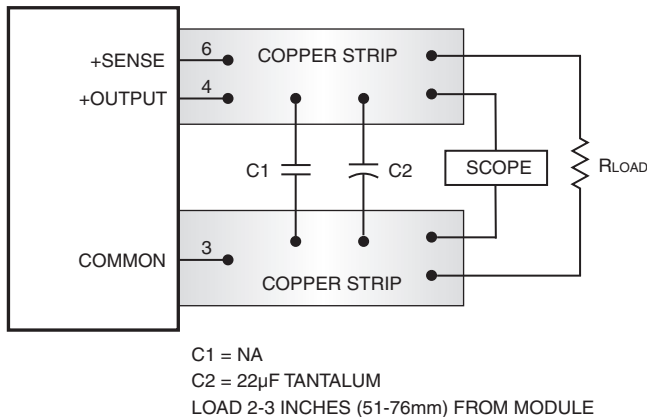 +SENSE 6 COPPER STRIP
+OUTPUT 4
C1 C2 SCOPE RLOAD
COMMON 3
COPPER STRIP
C1 = NA
C2 = 22µF TANTALUM
LOAD 2-3 INCHES (51-76mm) FROM MODULE